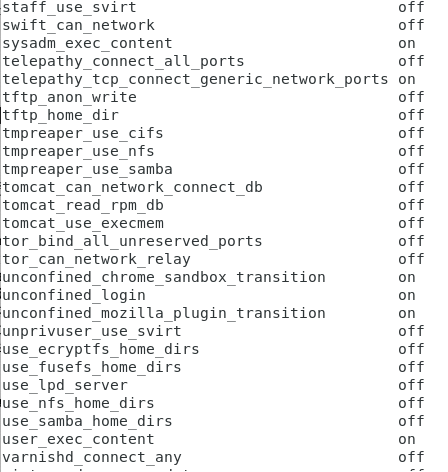 staff_use_svirt off
swift_can_network off
sysadm_exec_content on
telepathy_connect_all_ports off
telepathy_tcp_connect_generic_network_ports on
tftp_anon_write off
tftp_home_dir off
tmpreaper_use_cifs off
tmpreaper_use_nfs off
tmpreaper_use_samba off
tomcat_can_network_connect_db off
tomcat_read_rpm_db off
tomcat_use_execmem off
tor_bind_all_unreserved_ports off
tor_can_network_relay off
unconfined_chrome_sandbox_transition on
unconfined_login on
unconfined_mozilla_plugin_transition on
unprivuser_use_svirt off
use_ecryptfs_home_dirs off
use_fusefs_home_dirs off
use_lpd_server off
use_nfs_home_dirs off
use_samba_home_dirs off
user_exec_content on
varnishd_connect_any off